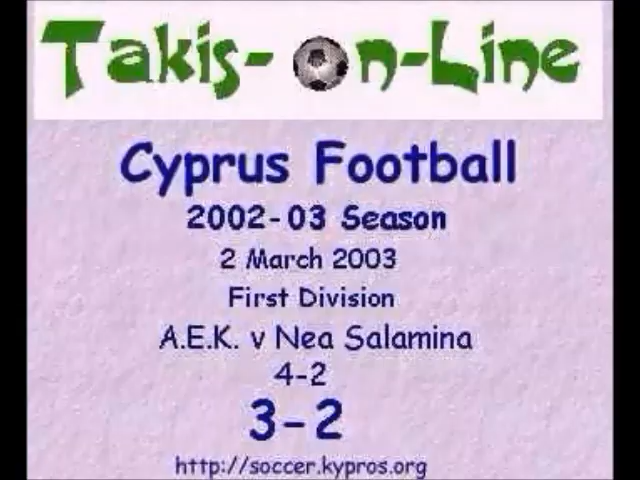 Takis-On-Line
Cyprus Football
2002-03 Season
2 March 2003
First Division
A.E.K. v Nea Salamina
4-2
3-2
http://soccer.kypros.org